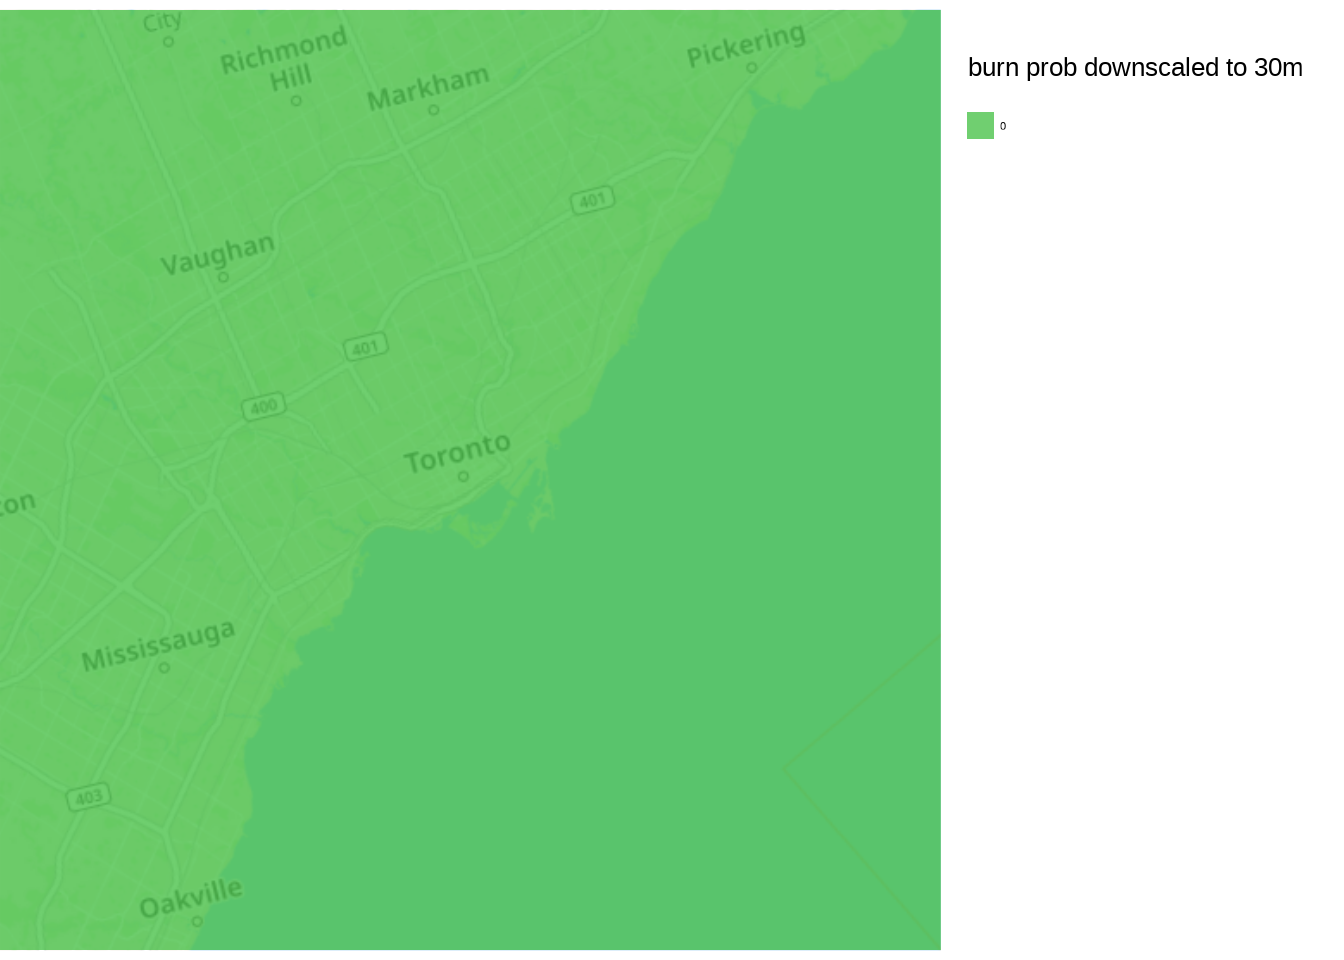 City
Richmond
Hill
Markham
Pickering
401
Vaughan
401
400
Toronto
ton
Mississauga
403
Oakville
burn prob downscaled to 30m
0